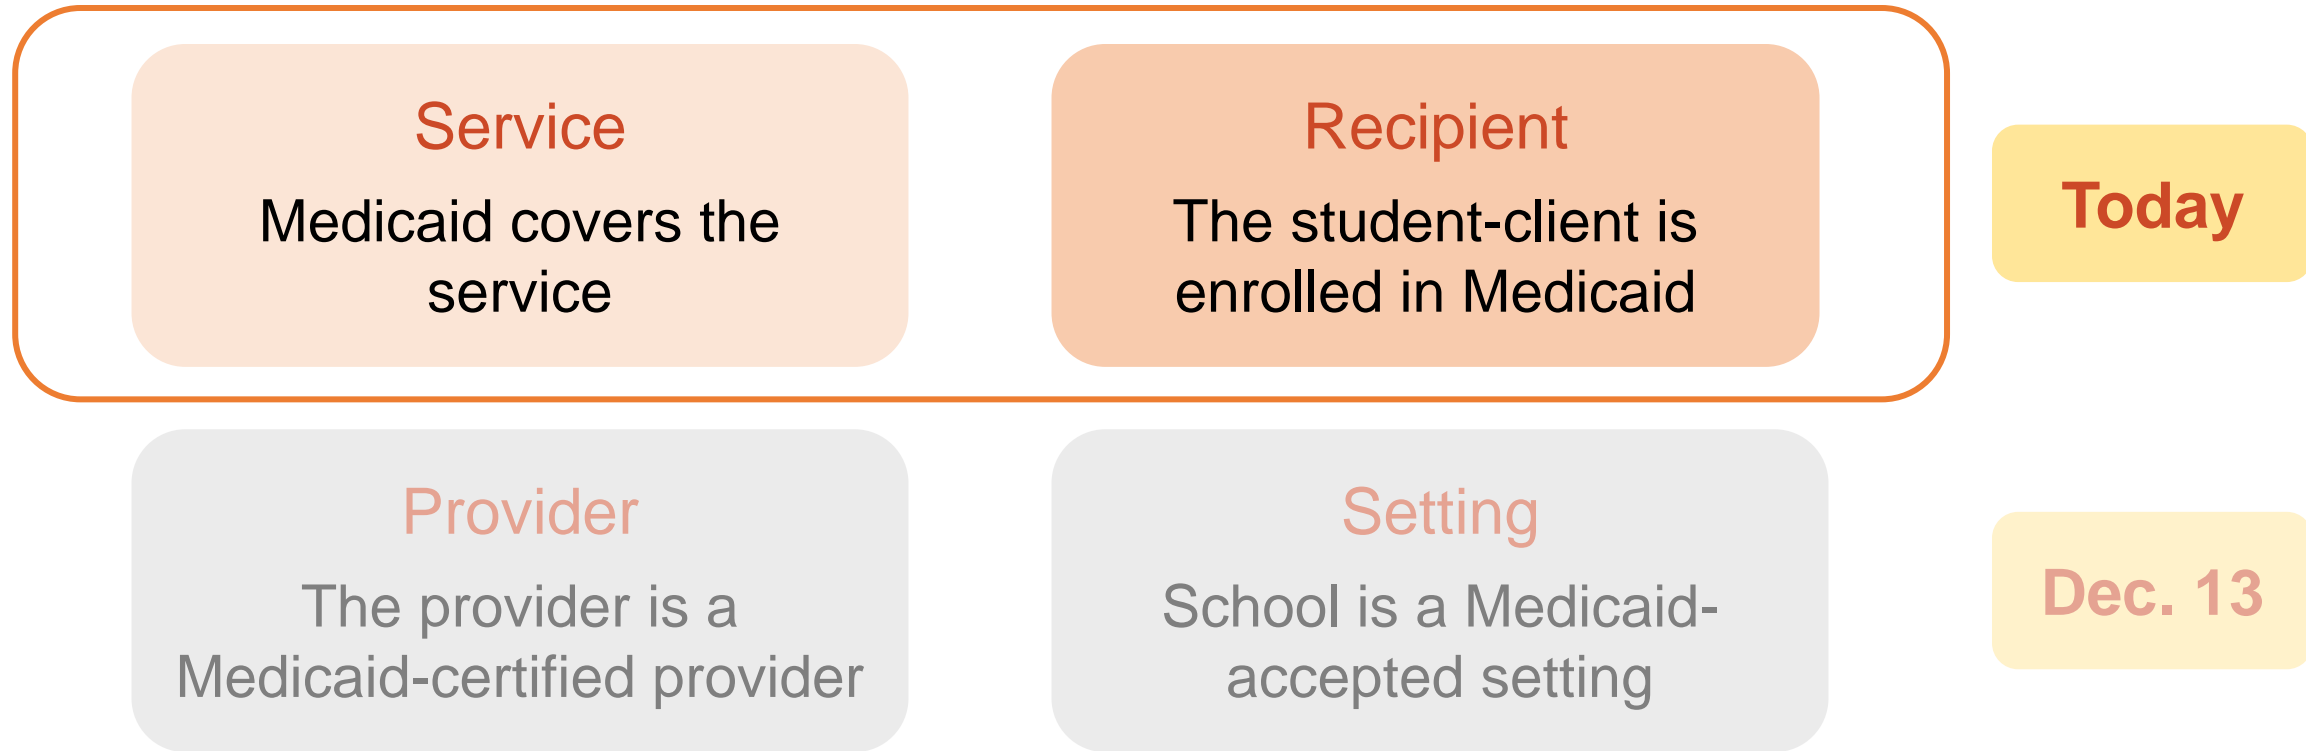 Service
Medicaid covers the
service
Recipient
The student-client is
enrolled in Medicaid
Today
Provider
The provider is a
Medicaid-certified provider
Setting
School is a Medicaid-
accepted setting
Dec. 13